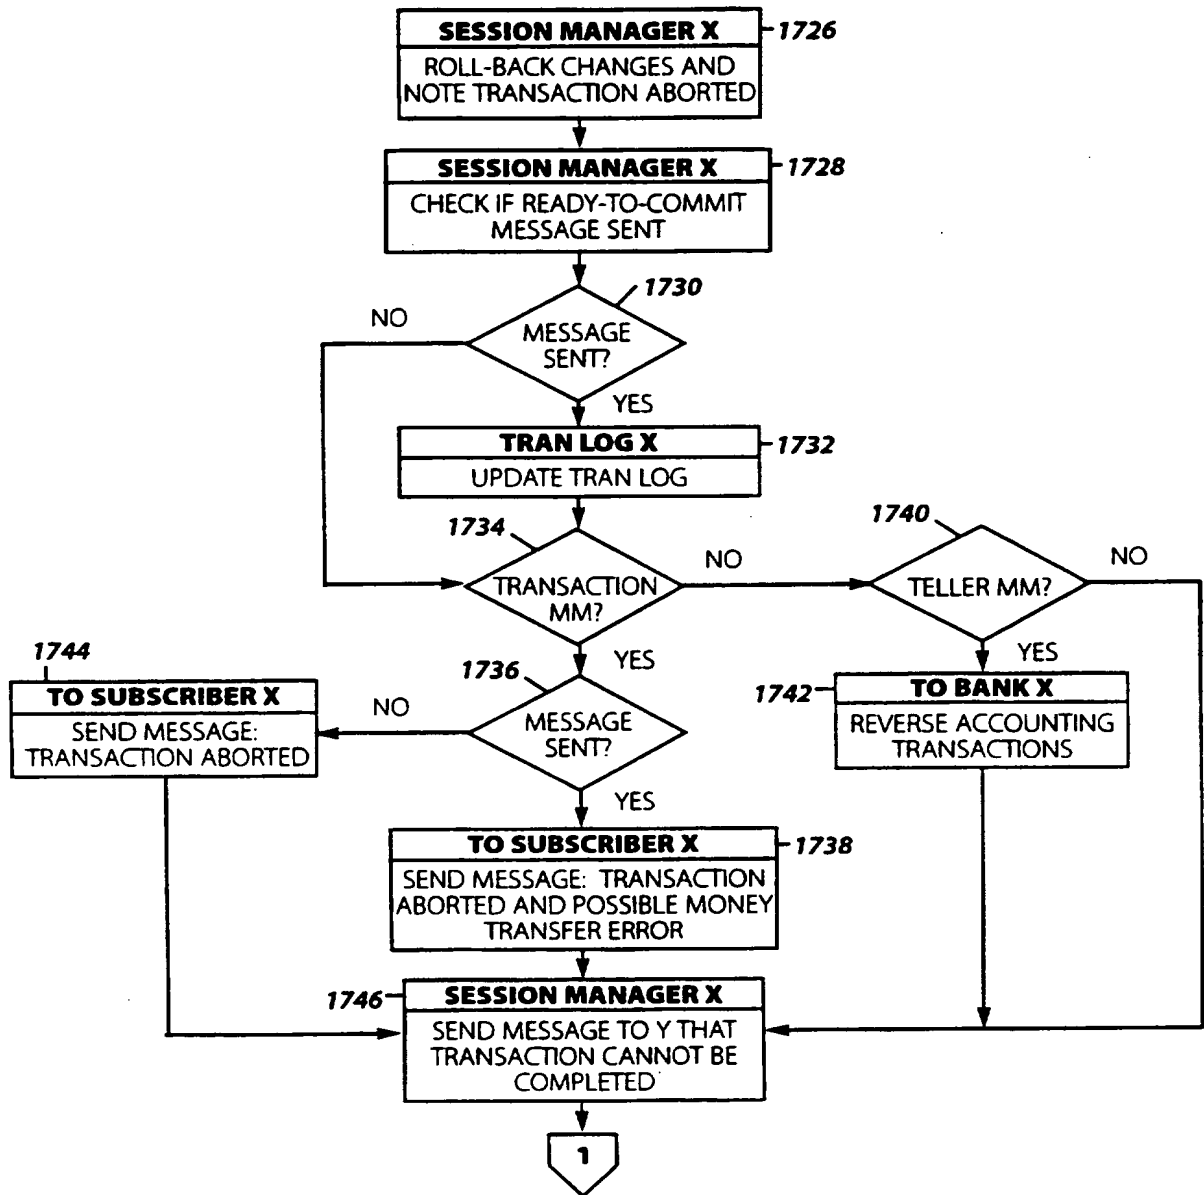 SESSION MANAGER X
1726
ROLL-BACK CHANGES AND
NOTE TRANSACTION ABORTED
SESSION MANAGER X
1728
CHECK IF READY-TO-COMMIT
MESSAGE SENT
1730
NO
MESSAGE
SENT?
YES
TRAN LOG X
1732
UPDATE TRAN LOG
1734
TRANSACTION
MM?
NO
1740
TELLER MM?
NO
YES
YES
1744
TO SUBSCRIBER X
SEND MESSAGE:
TRANSACTION ABORTED
NO
1736
MESSAGE
SENT?
1742
TO BANK X
REVERSE ACCOUNTING
TRANSACTIONS
YES
TO SUBSCRIBER X
1738
SEND MESSAGE: TRANSACTION
ABORTED AND POSSIBLE MONEY
TRANSFER ERROR
1746
SESSION MANAGER X
SEND MESSAGE TO Y THAT
TRANSACTION CANNOT BE
COMPLETED
1